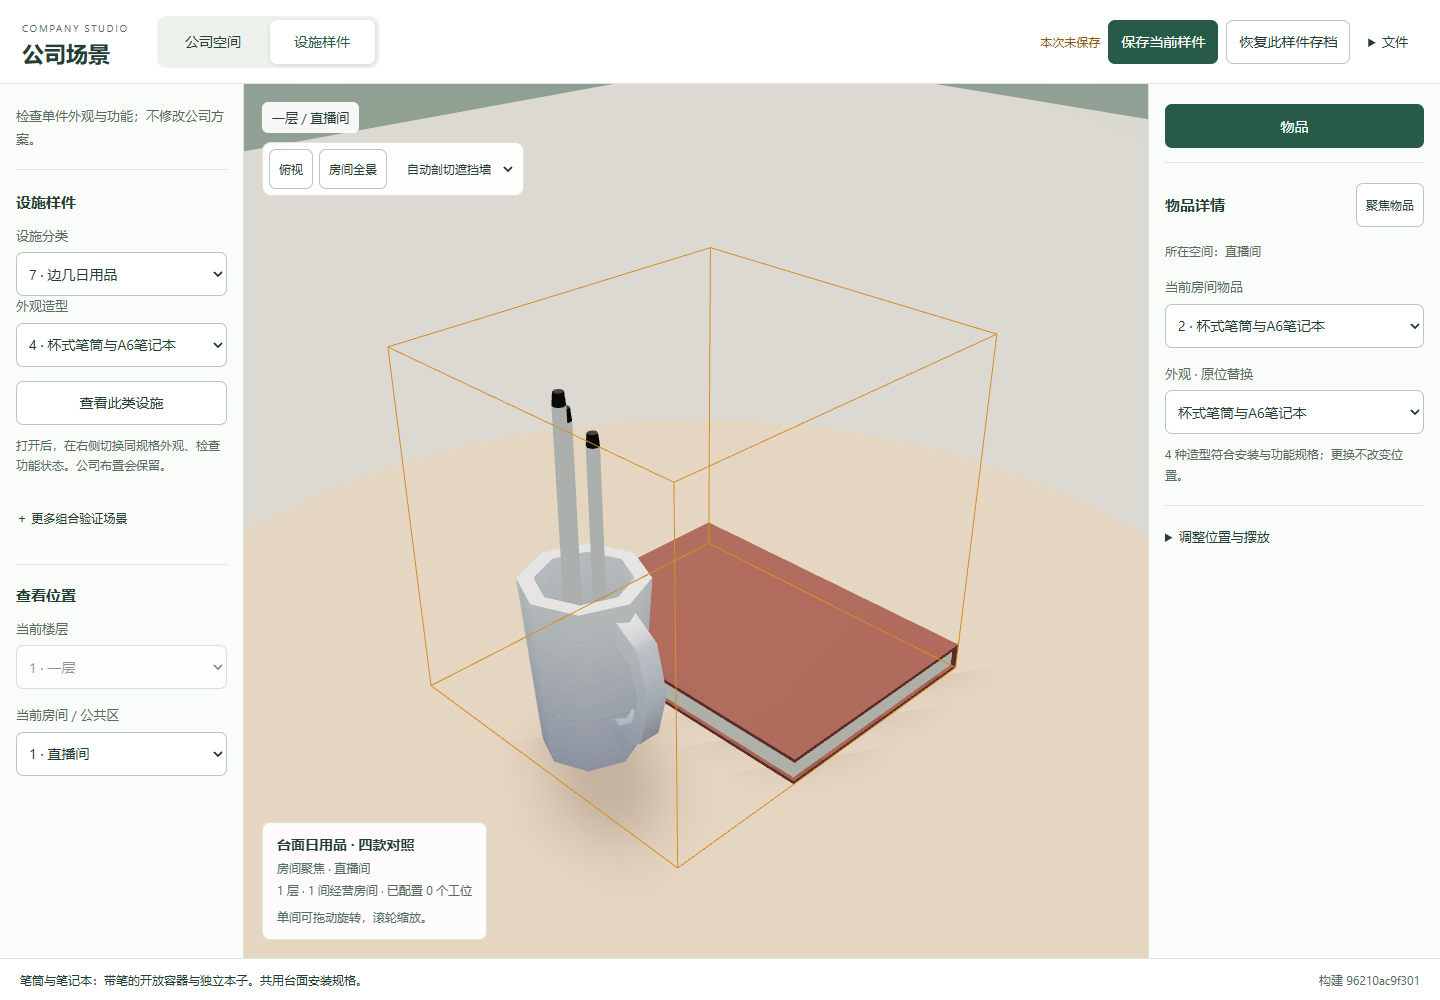 COMPANY STUDIO
公司场景
公司空间
设施样件
本次未保存
保存当前样件
恢复此样件存档
▶ 文件
检查单件外观与功能；不修改公司方
案。
设施样件
设施分类
7 · 边几日用品
外观造型
4 · 杯式笔筒与A6笔记本
查看此类设施
打开后，在右侧切换同规格外观、检查
功能状态。公司布置会保留。
+ 更多组合验证场景
查看位置
当前楼层
1 · 一层
当前房间 / 公共区
1 · 直播间
一层 / 直播间
俯视
房间全景
自动剖切遮挡墙
台面日用品 · 四款对照
房间聚焦 · 直播间
1 层 · 1 间经营房间 · 已配置 0 个工位
单间可拖动旋转，滚轮缩放。
物品
物品详情
聚焦物品
所在空间：直播间
当前房间物品
2 · 杯式笔筒与A6笔记本
外观 · 原位替换
杯式笔筒与A6笔记本
4 种造型符合安装与功能规格；更换不改变位
置。
▶ 调整位置与摆放
笔筒与笔记本：带笔的开放容器与独立本子。共用台面安装规格。
构建 96210ac9f301